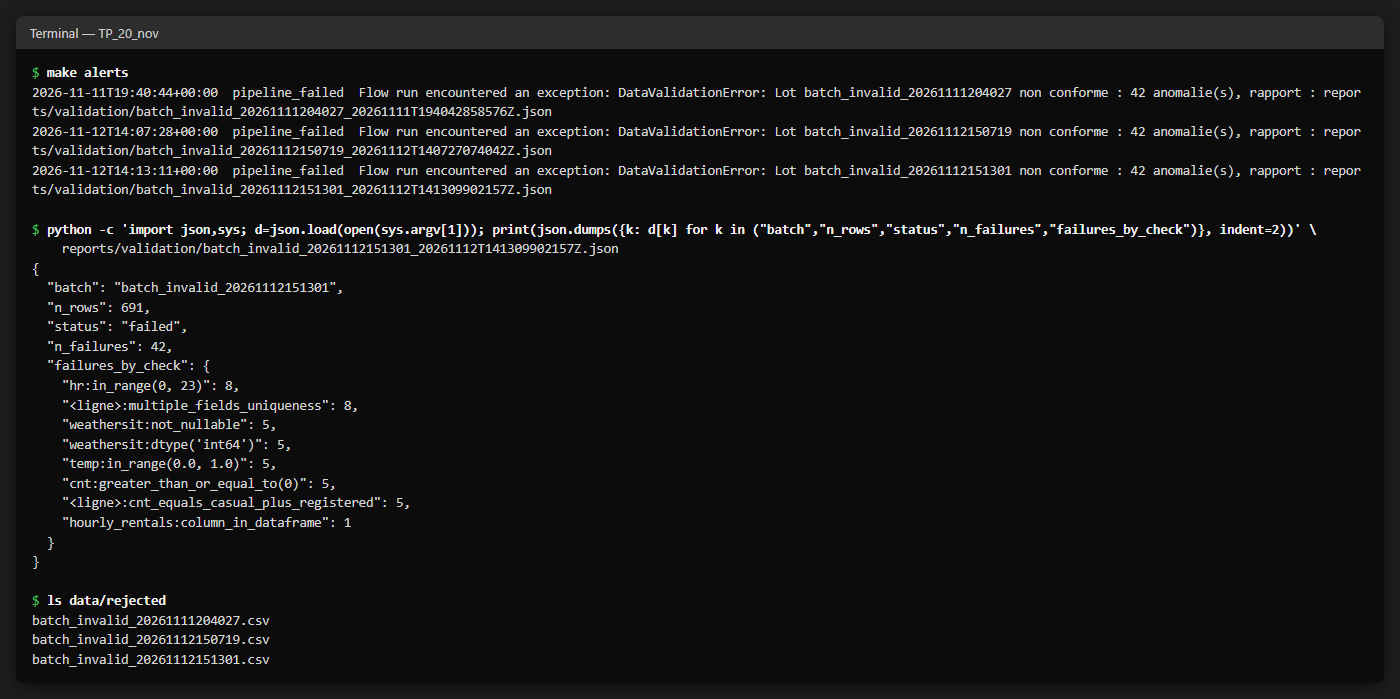 Terminal — TP_20_nov
$ make alerts
2026-11-11T19:40:44+00:00  pipeline_failed  Flow run encountered an exception: DataValidationError: Lot batch_invalid_20261111204027 non conforme : 42 anomalie(s), rapport : repor
ts/validation/batch_invalid_20261111204027_20261111T194042858576Z.json
2026-11-12T14:07:28+00:00  pipeline_failed  Flow run encountered an exception: DataValidationError: Lot batch_invalid_20261112150719 non conforme : 42 anomalie(s), rapport : repor
ts/validation/batch_invalid_20261112150719_20261112T140727074042Z.json
2026-11-12T14:13:11+00:00  pipeline_failed  Flow run encountered an exception: DataValidationError: Lot batch_invalid_20261112151301 non conforme : 42 anomalie(s), rapport : repor
ts/validation/batch_invalid_20261112151301_20261112T141309902157Z.json
$ python -c 'import json,sys; d=json.load(open(sys.argv[1])); print(json.dumps({k: d[k] for k in ("batch","n_rows","status","n_failures","failures_by_check")}, indent=2))' \
    reports/validation/batch_invalid_20261112151301_20261112T141309902157Z.json
{
  "batch": "batch_invalid_20261112151301",
  "n_rows": 691,
  "status": "failed",
  "n_failures": 42,
  "failures_by_check": {
    "hr:in_range(0, 23)": 8,
    "<ligne>:multiple_fields_uniqueness": 8,
    "weathersit:not_nullable": 5,
    "weathersit:dtype('int64')": 5,
    "temp:in_range(0.0, 1.0)": 5,
    "cnt:greater_than_or_equal_to(0)": 5,
    "<ligne>:cnt_equals_casual_plus_registered": 5,
    "hourly_rentals:column_in_dataframe": 1
  }
}
$ ls data/rejected
batch_invalid_20261111204027.csv
batch_invalid_20261112150719.csv
batch_invalid_20261112151301.csv